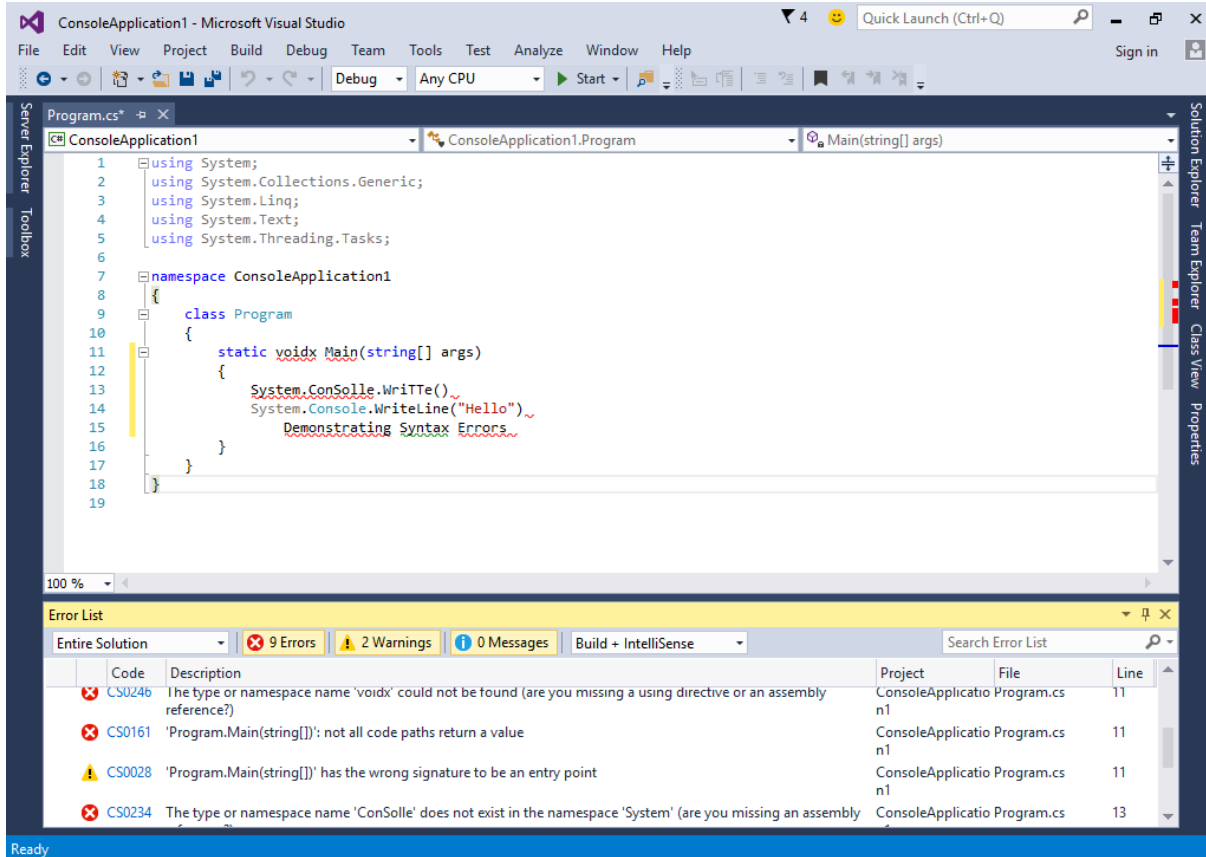 ConsoleApplication1 - Microsoft Visual Studio
4
Quick Launch (Ctrl+Q)
File Edit View Project Build Debug Team Tools Test Analyze Window Help
Sign in
Debug Any CPU Start
Server Explorer
Toolbox
Program.cs*
C# ConsoleApplication1 ConsoleApplication1.Program Main(string[] args)
1 using System;
2 using System.Collections.Generic;
3 using System.Linq;
4 using System.Text;
5 using System.Threading.Tasks;
6
7 namespace ConsoleApplication1
8 {
9 class Program
10 {
11 static voidx Main(string[] args)
12 {
13 System.ConSolle.WriTTe()
14 System.Console.WriteLine("Hello")
15 Demonstrating Syntax Errors
16 }
17 }
18 }
19
100 %
Solution Explorer
Team Explorer
Class View
Properties
Error List
Entire Solution 9 Errors 2 Warnings 0 Messages Build + IntelliSense Search Error List
Code Description Project File Line
CS0246 The type or namespace name 'voidx' could not be found (are you missing a using directive or an assembly ConsoleApplicatio Program.cs 11
reference?) n1
CS0161 'Program.Main(string[])': not all code paths return a value ConsoleApplicatio Program.cs 11
n1
CS0028 'Program.Main(string[])' has the wrong signature to be an entry point ConsoleApplicatio Program.cs 11
n1
CS0234 The type or namespace name 'ConSolle' does not exist in the namespace 'System' (are you missing an assembly ConsoleApplicatio Program.cs 13
Ready